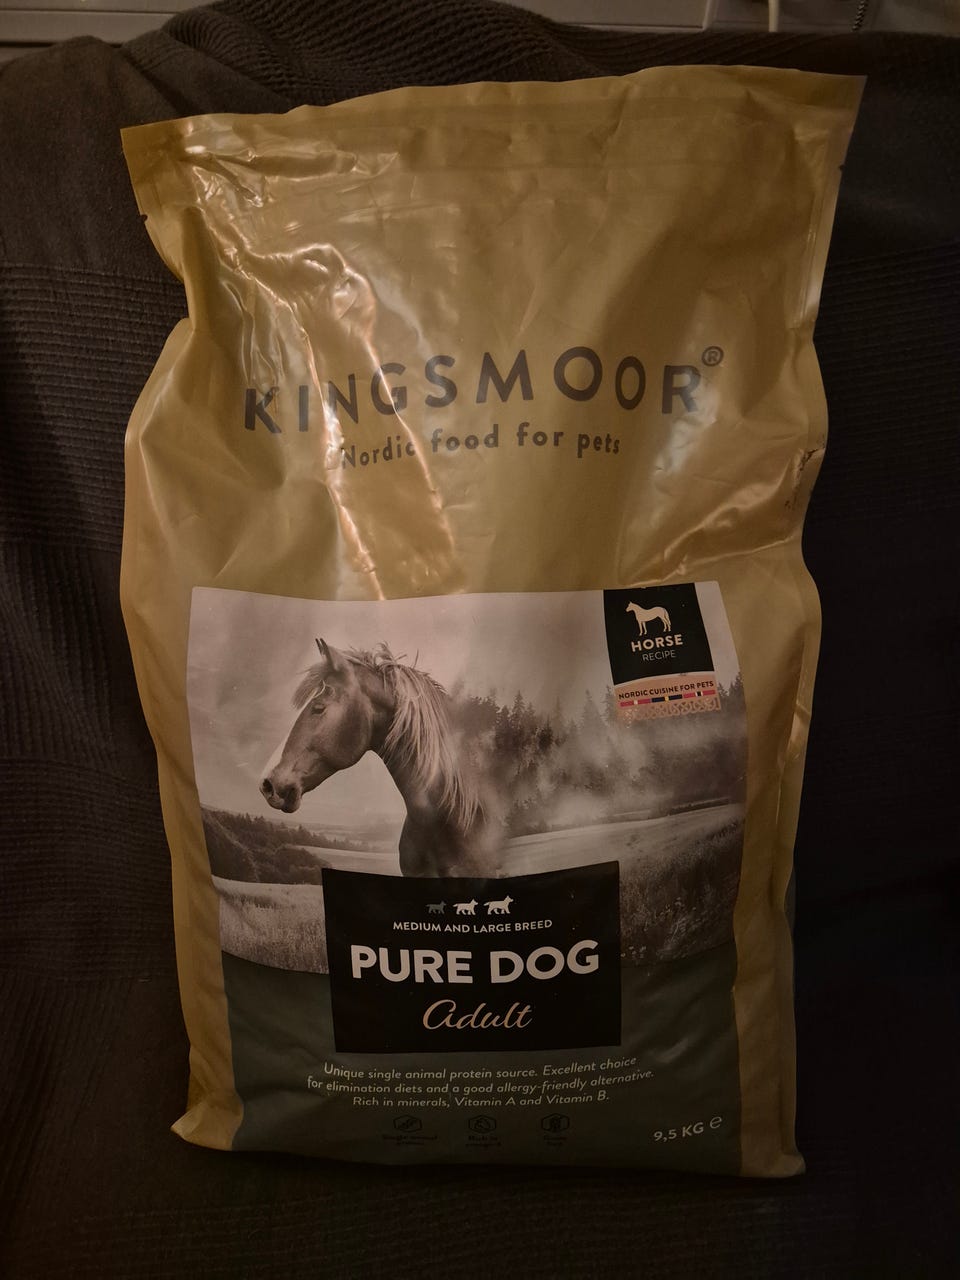 KINGSMOOR®
Nordic food for pets
HORSE
RECIPE
NORDIC CUISINE FOR PETS
MEDIUM AND LARGE BREED
PURE DOG
Adult
Unique single animal protein source. Excellent choice
for elimination diets and a good allergy-friendly alternative.
Rich in minerals, Vitamin A and Vitamin B.
9,5 KG ℮